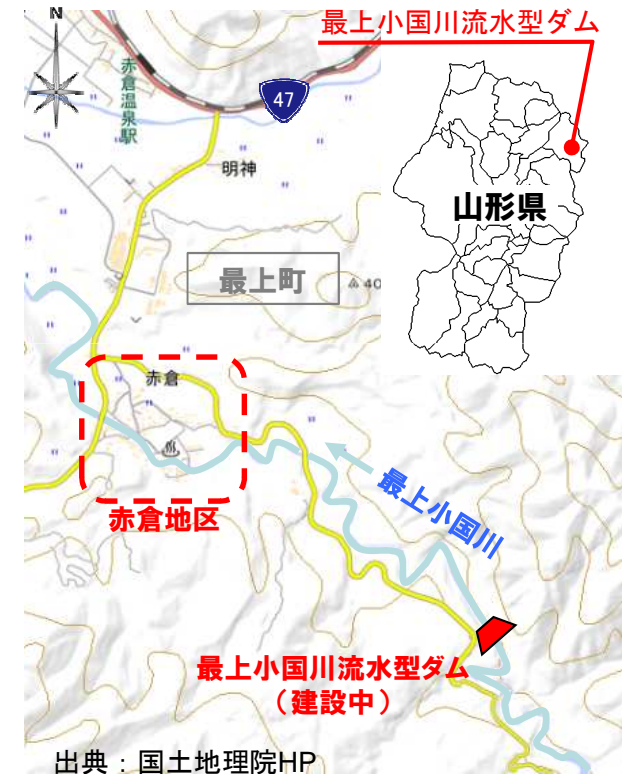 N
最上小国川流水型ダム
赤倉温泉駅
47
明神
山形県
最上町
40
赤倉
赤倉地区
最上小国川
最上小国川流水型ダム
（建設中）
出典：国土地理院HP